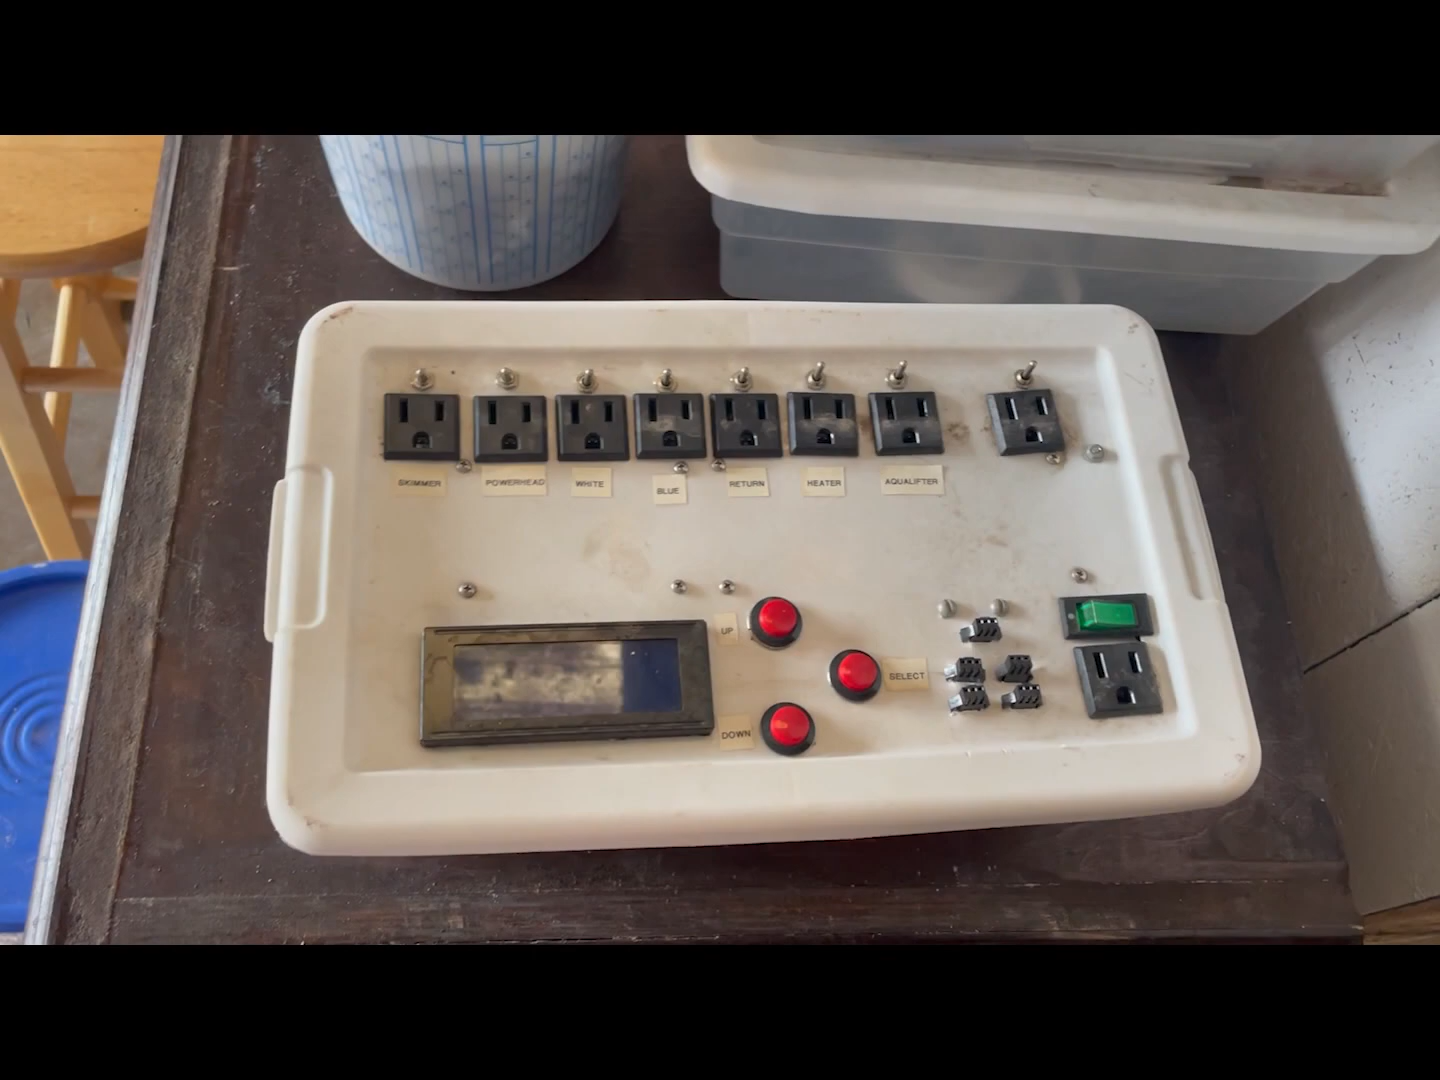 SKIMMER
POWERHEAD
WHITE
BLUE
RETURN
HEATER
AQUALIFTER
UP
SELECT
DOWN